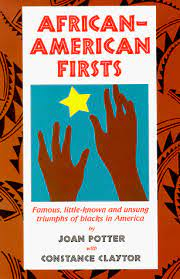 AFRICAN-
AMERICAN
FIRSTS
Famous, little-known and unsung
triumphs of blacks in America
by
JOAN POTTER
with
CONSTANCE CLAYTOR